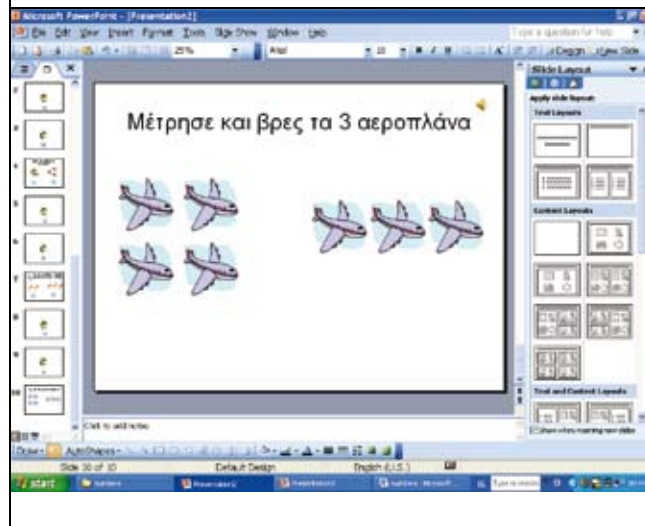 Microsoft PowerPoint - [Presentation2]
File Edit View Insert Format Tools Slide Show Window Help
Type a question for help
25%
Arial
Design
New Slide
Slide Layout
Apply slide layout:
Text Layouts
Μέτρησε και βρες τα 3 αεροπλάνα
Content Layouts
Text and Content Layouts
Show when inserting new slides
Click to add notes
Draw
AutoShapes
Slide 10 of 10
Default Design
English (U.S.)
start